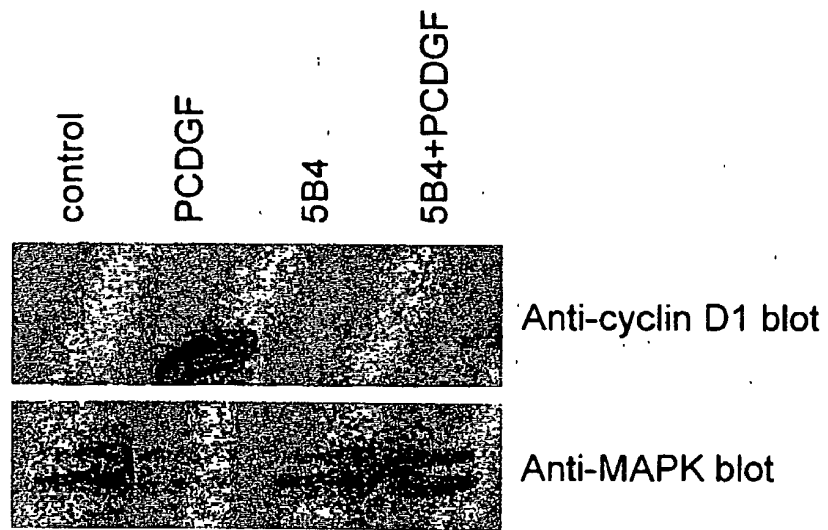 control
PCDGF
5B4
5B4+PCDGF
Anti-cyclin D1 blot
Anti-MAPK blot